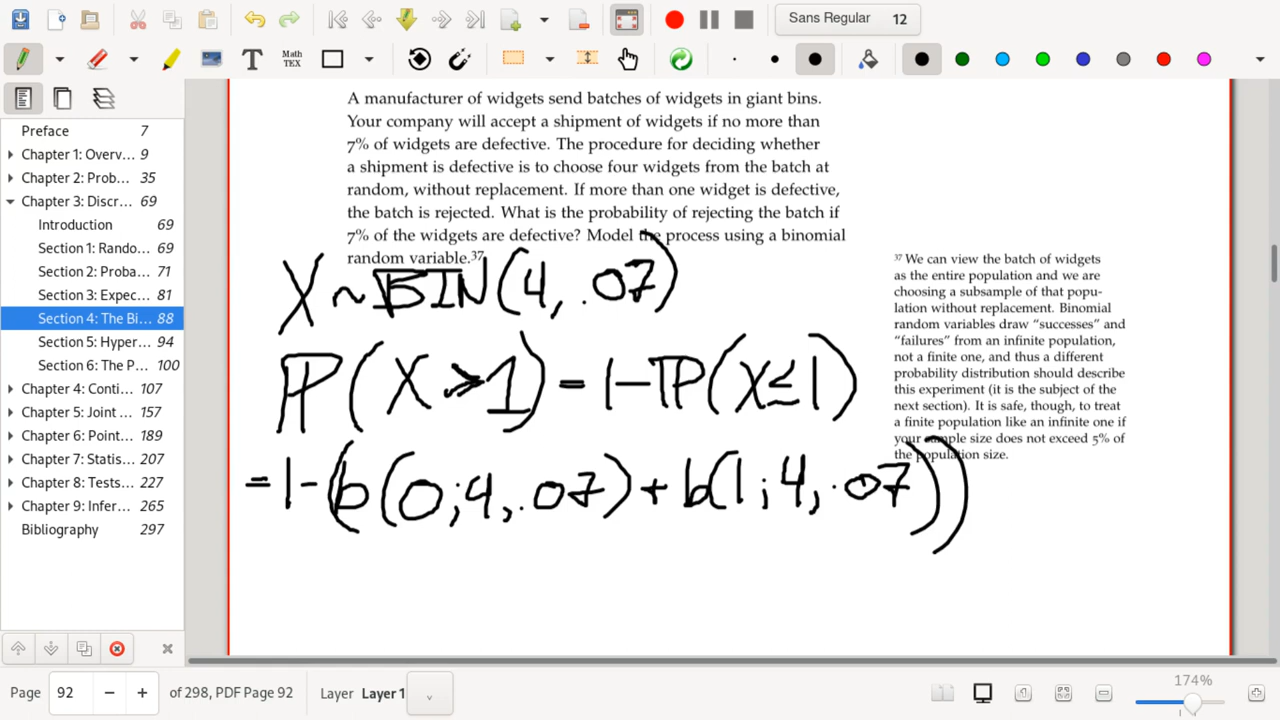 Sans Regular 12
Math
TEX
Preface 7
Chapter 1: Overv... 9
Chapter 2: Prob... 35
Chapter 3: Discr... 69
Introduction 69
Section 1: Rando... 69
Section 2: Proba... 71
Section 3: Expec... 81
Section 4: The Bi... 88
Section 5: Hyper... 94
Section 6: The P... 100
Chapter 4: Conti... 107
Chapter 5: Joint ... 157
Chapter 6: Point... 189
Chapter 7: Statis... 207
Chapter 8: Tests... 227
Chapter 9: Infer... 265
Bibliography 297
A manufacturer of widgets send batches of widgets in giant bins.
Your company will accept a shipment of widgets if no more than
7% of widgets are defective. The procedure for deciding whether
a shipment is defective is to choose four widgets from the batch at
random, without replacement. If more than one widget is defective,
the batch is rejected. What is the probability of rejecting the batch if
7% of the widgets are defective? Model the process using a binomial
random variable.³⁷
X ~ BIN(4, .07)
ℙ(X > 1) = 1 - ℙ(X ≤ 1)
= 1 - (b(0; 4, .07) + b(1; 4, .07))
³⁷ We can view the batch of widgets
as the entire population and we are
choosing a subsample of that popu-
lation without replacement. Binomial
random variables draw “successes” and
“failures” from an infinite population,
not a finite one, and thus a different
probability distribution should describe
this experiment (it is the subject of the
next section). It is safe, though, to treat
a finite population like an infinite one if
your sample size does not exceed 5% of
the population size.
Page 92 of 298, PDF Page 92 Layer Layer 1 174%